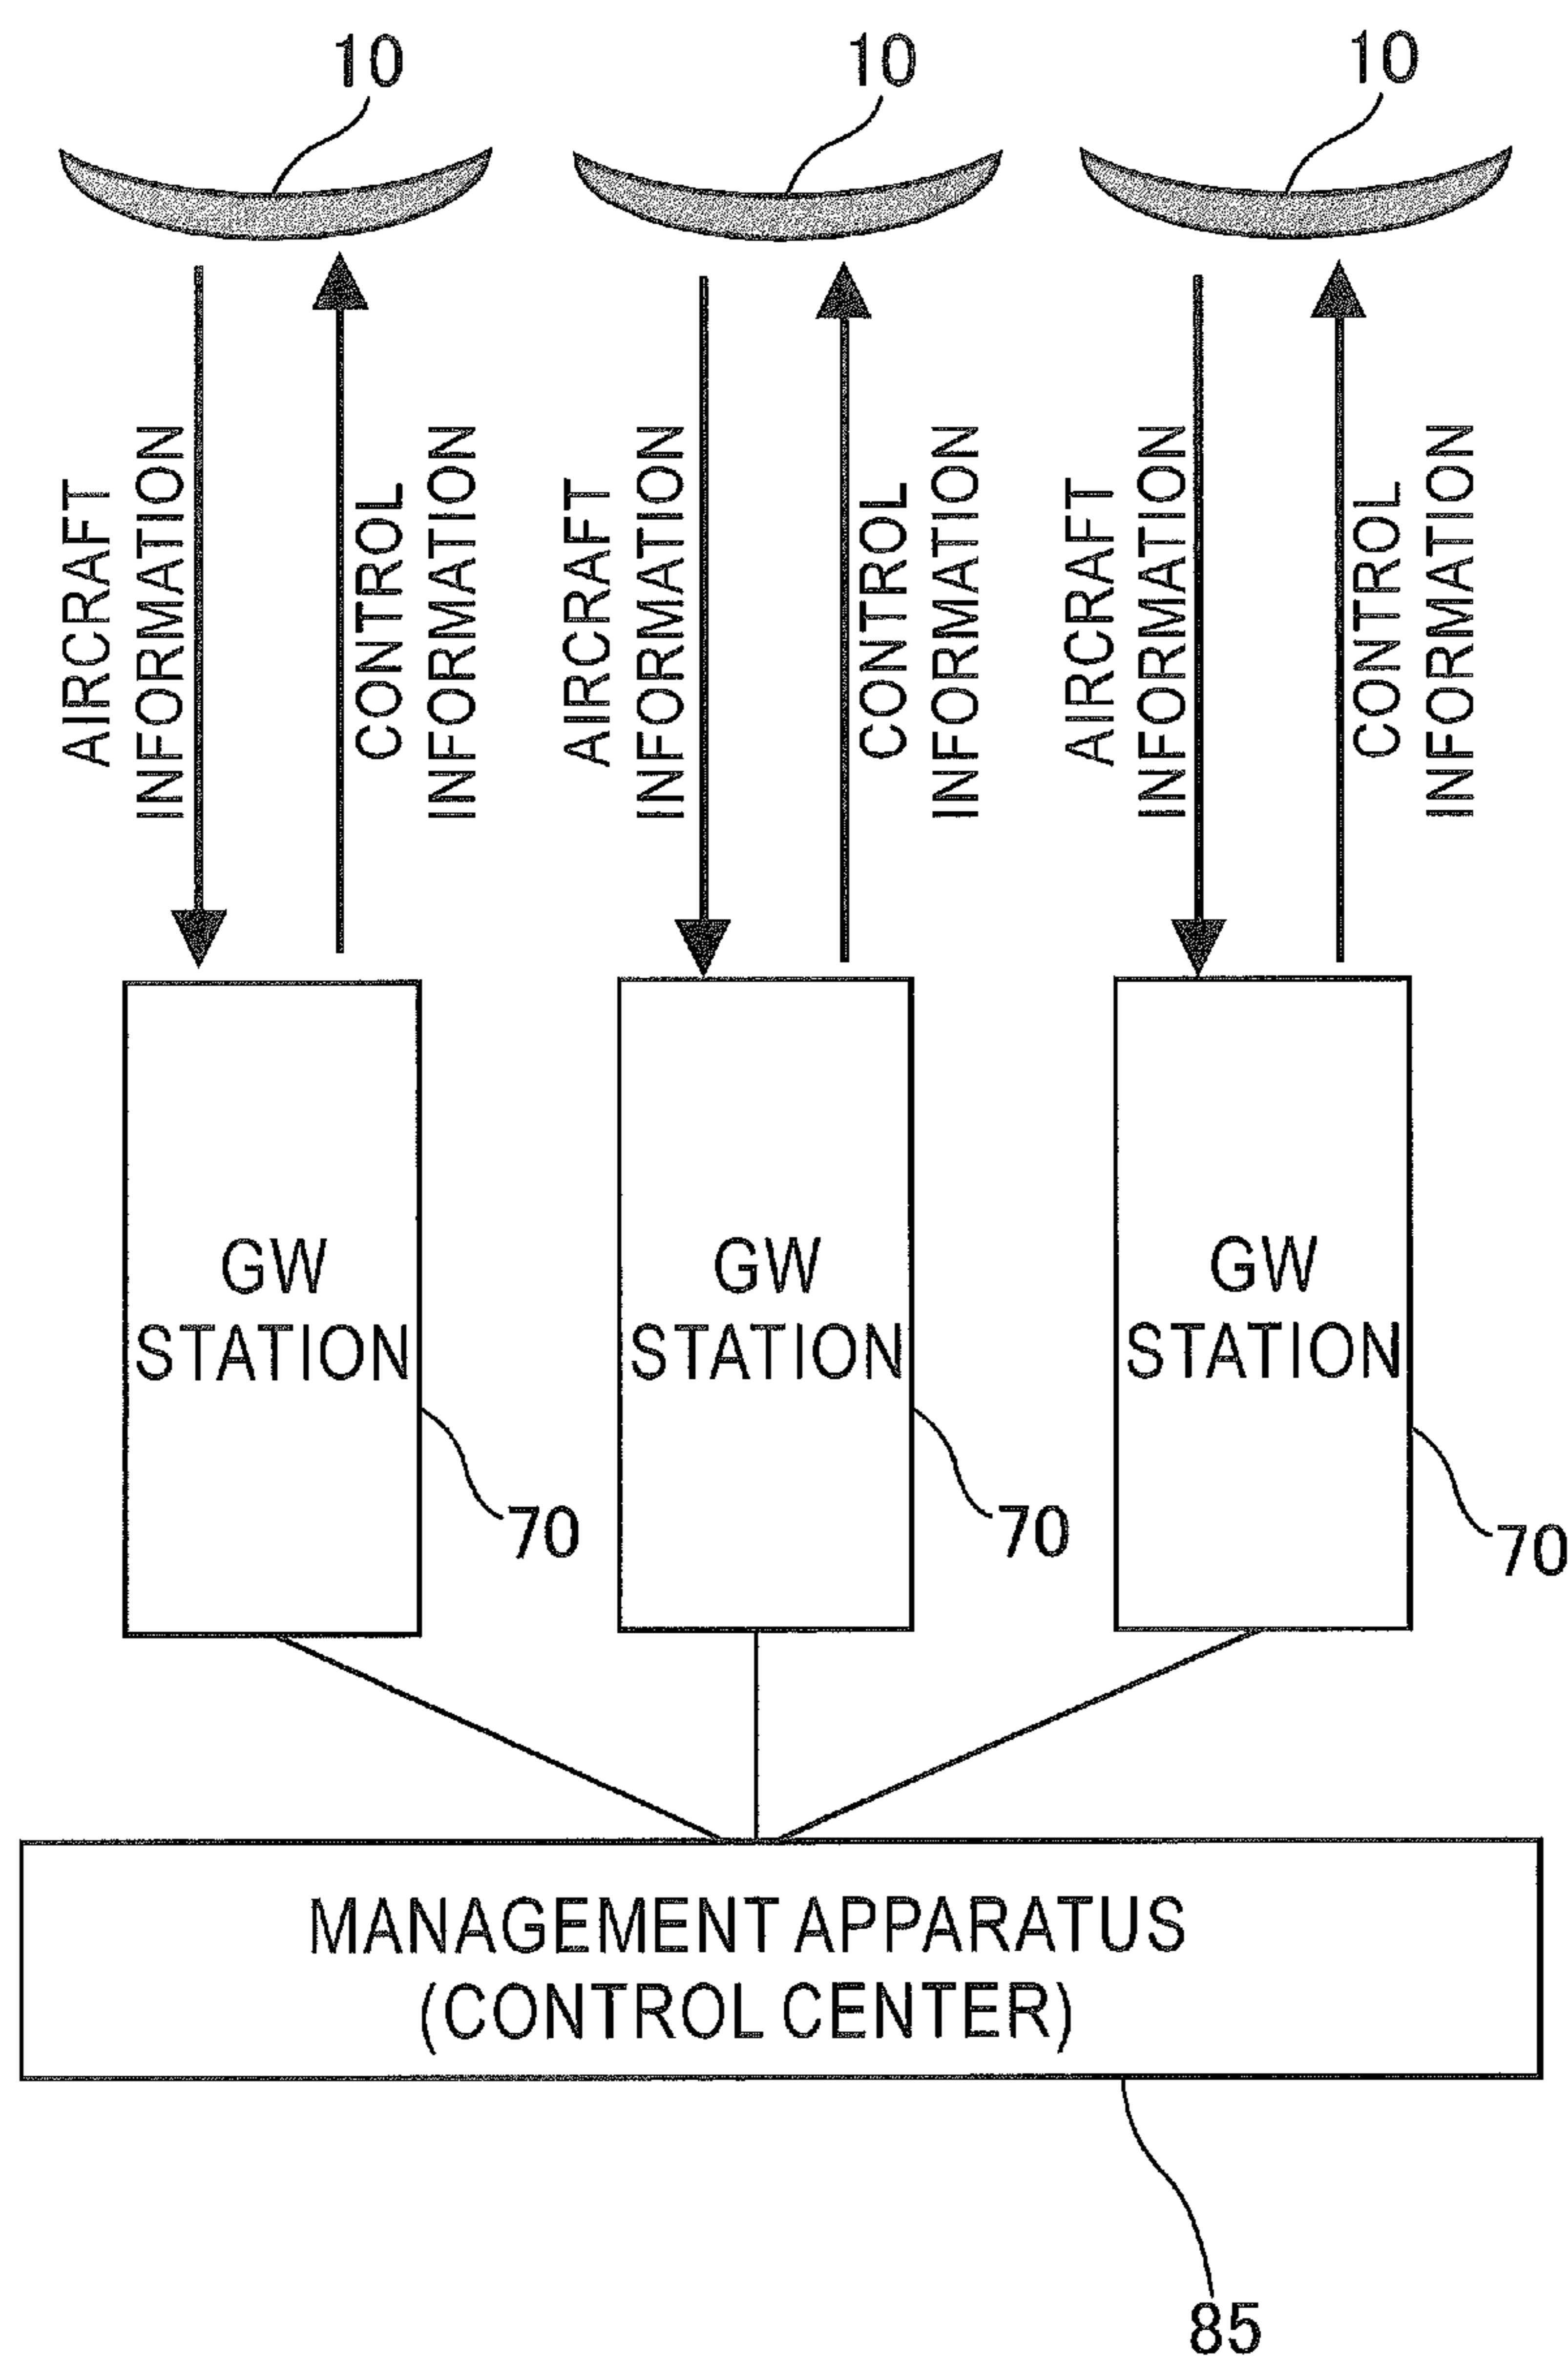 10
10
10
AIRCRAFT
INFORMATION
CONTROL
INFORMATION
AIRCRAFT
INFORMATION
CONTROL
INFORMATION
AIRCRAFT
INFORMATION
CONTROL
INFORMATION
GW
STATION
70
GW
STATION
70
GW
STATION
70
MANAGEMENT APPARATUS
(CONTROL CENTER)
85